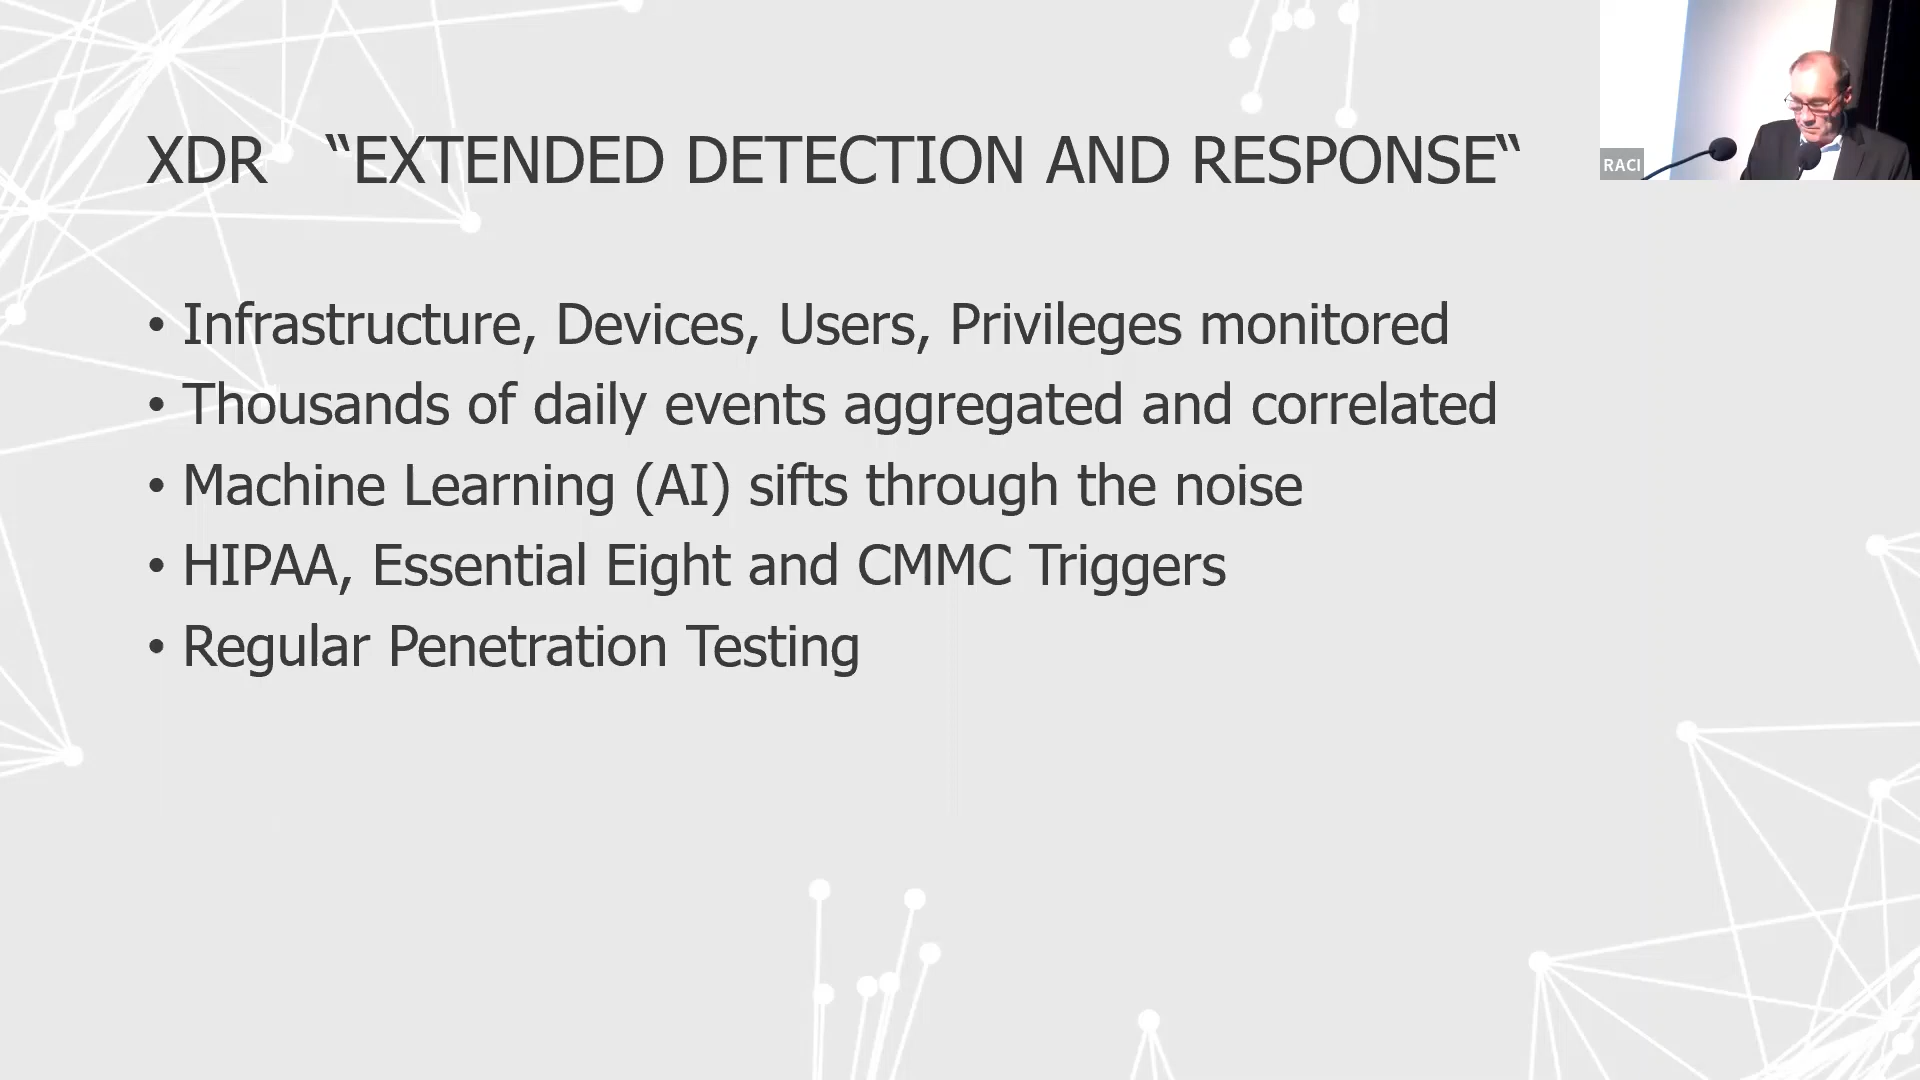 XDR “EXTENDED DETECTION AND RESPONSE“
RACI
• Infrastructure, Devices, Users, Privileges monitored
• Thousands of daily events aggregated and correlated
• Machine Learning (AI) sifts through the noise
• HIPAA, Essential Eight and CMMC Triggers
• Regular Penetration Testing